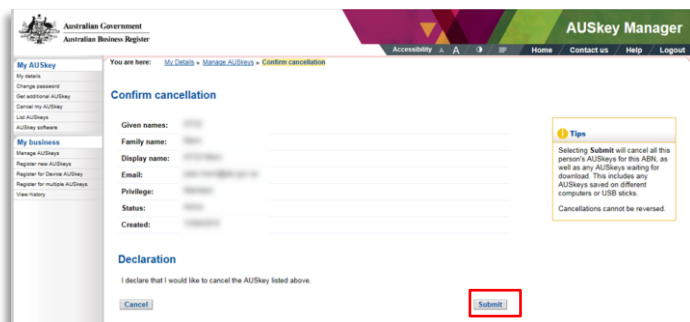 Australian Government
Australian Business Register
AUSkey Manager
Accessibility A A
Home Contact us Help Logout
My AUSkey
My details
Change password
Get additional AUSkey
Cancel my AUSkey
List AUSkeys
AUSkey software
My business
Manage AUSkeys
Register new AUSkeys
Register for Device AUSkey
Register for multiple AUSkeys
View history
You are here: My Details » Manage AUSkeys » Confirm cancellation
Confirm cancellation
Given names:
Family name:
Display name:
Email:
Privilege:
Status:
Created:
Declaration
I declare that I would like to cancel the AUSkey listed above.
Cancel
Submit
Tips
Selecting Submit will cancel all this
person's AUSkeys for this ABN, as
well as any AUSkeys waiting for
download. This includes any
AUSkeys saved on different
computers or USB sticks.
Cancellations cannot be reversed.